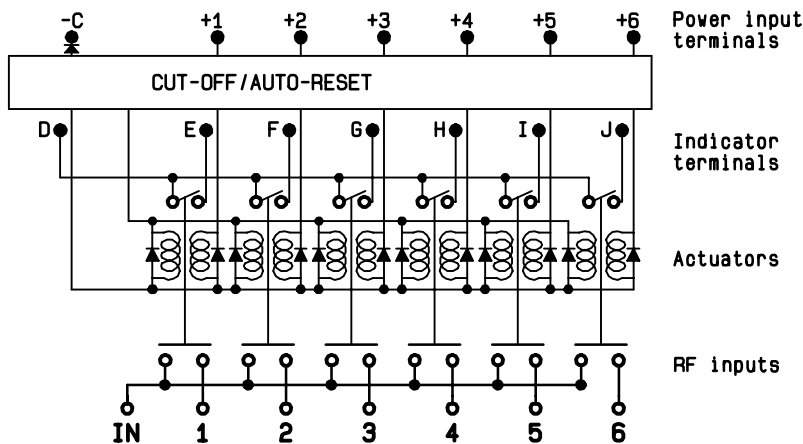 -C +1 +2 +3 +4 +5 +6 Power input
terminals
CUT-OFF/AUTO-RESET
D E F G H I J Indicator
terminals
Actuators
RF inputs
IN 1 2 3 4 5 6